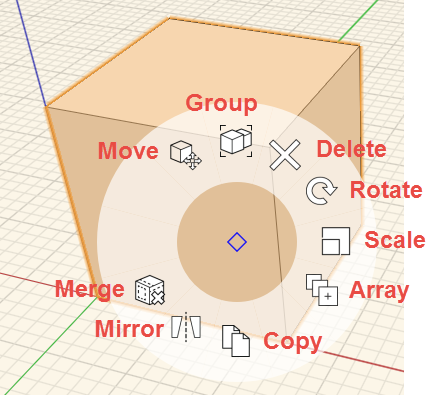 Group
Move
Delete
Rotate
Scale
Merge
Array
Mirror
Copy